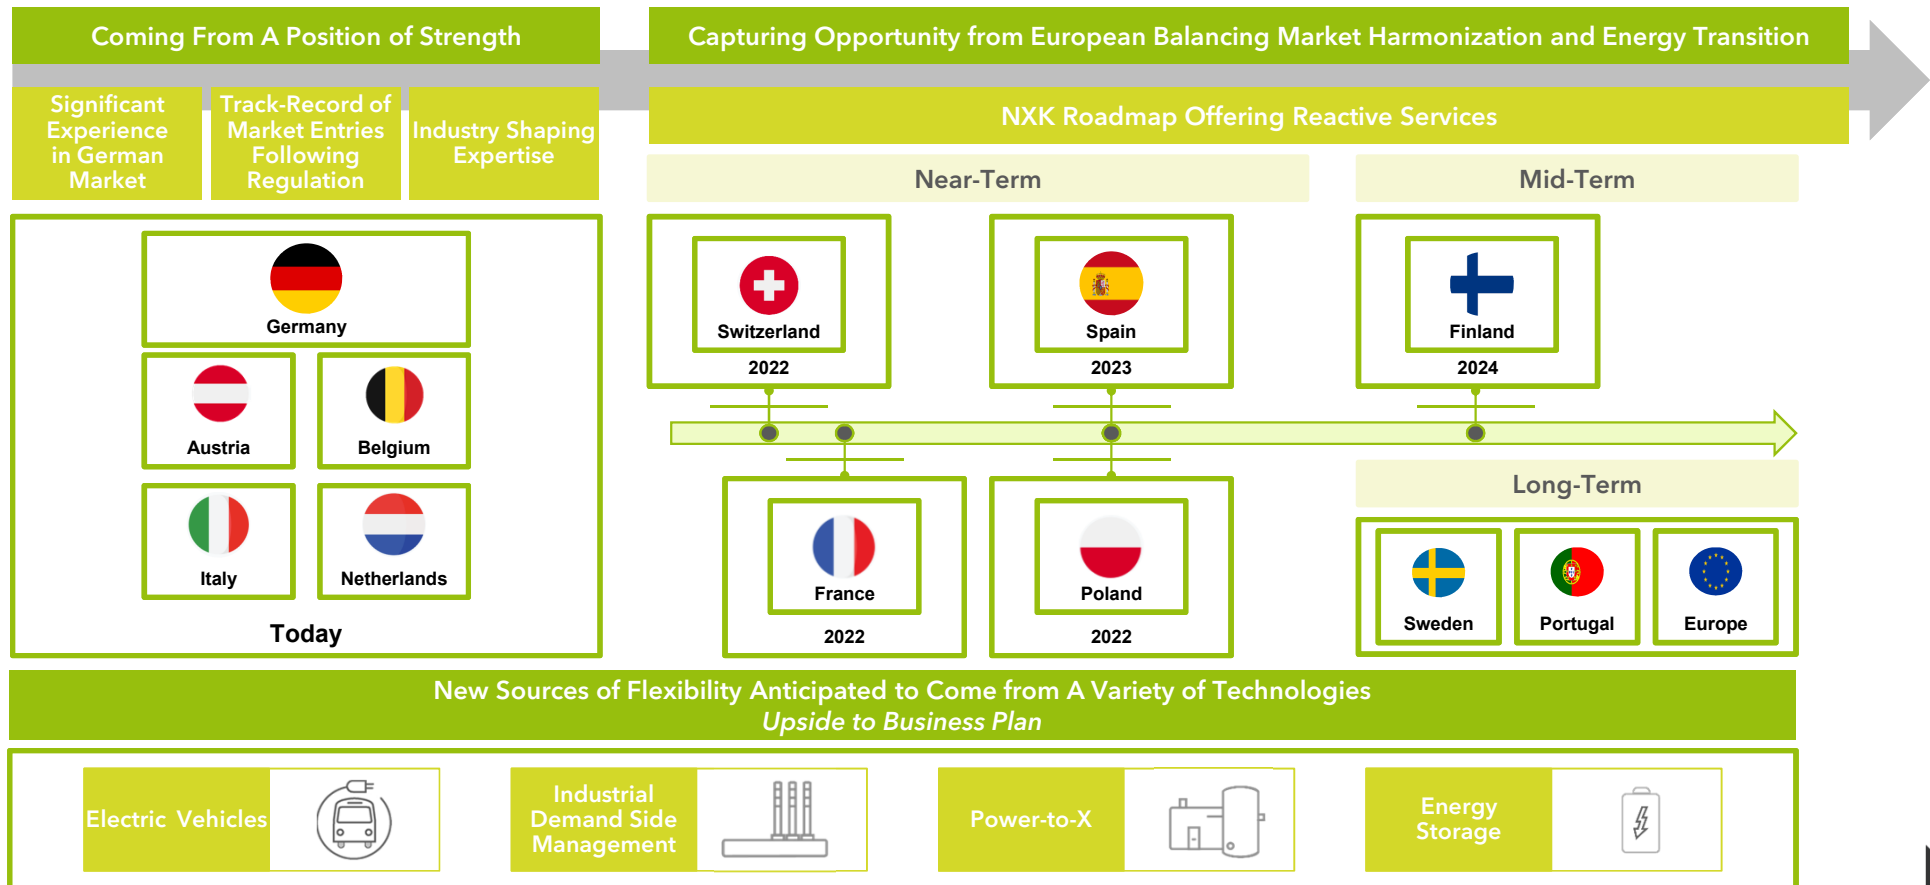 Coming From A Position of Strength
Capturing Opportunity from European Balancing Market Harmonization and Energy Transition
Significant
Experience
in German
Market
Track-Record of
Market Entries
Following
Regulation
Industry Shaping
Expertise
NXK Roadmap Offering Reactive Services
Near-Term
Mid-Term
Germany
Austria
Belgium
Italy
Netherlands
Today
Switzerland
2022
Spain
2023
Finland
2024
France
2022
Poland
2022
Long-Term
Sweden
Portugal
Europe
New Sources of Flexibility Anticipated to Come from A Variety of Technologies
Upside to Business Plan
Electric Vehicles
Industrial
Demand Side
Management
Power-to-X
Energy
Storage